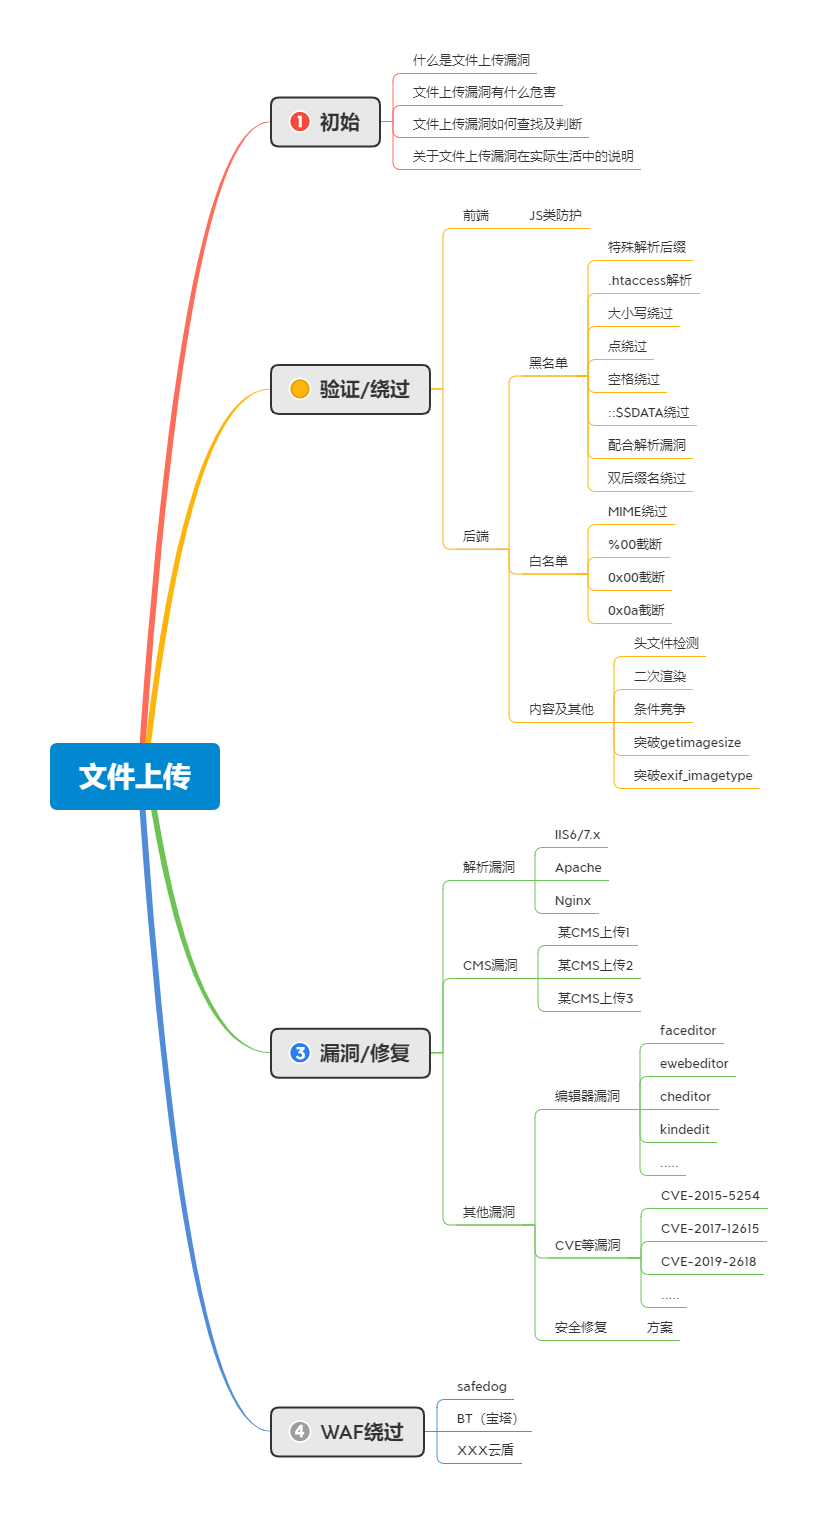 什么是文件上传漏洞
文件上传漏洞有什么危害
1 初始
文件上传漏洞如何查找及判断
关于文件上传漏洞在实际生活中的说明
前端 JS类防护
特殊解析后缀
.htaccess解析
大小写绕过
点绕过
黑名单
空格绕过
验证/绕过
::$$DATA绕过
配合解析漏洞
双后缀名绕过
MIME绕过
后端
%00截断
白名单
0x00截断
0x0a截断
头文件检测
二次渲染
内容及其他 条件竞争
突破getimagesize
突破exif_imagetype
文件上传
IIS6/7.x
解析漏洞 Apache
Nginx
某CMS上传1
CMS漏洞 某CMS上传2
某CMS上传3
faceditor
3 漏洞/修复
ewebeditor
编辑器漏洞 cheditor
kindedit
.....
CVE-2015-5254
其他漏洞
CVE-2017-12615
CVE等漏洞
CVE-2019-2618
.....
安全修复 方案
safedog
4 WAF绕过 BT（宝塔）
XXX云盾